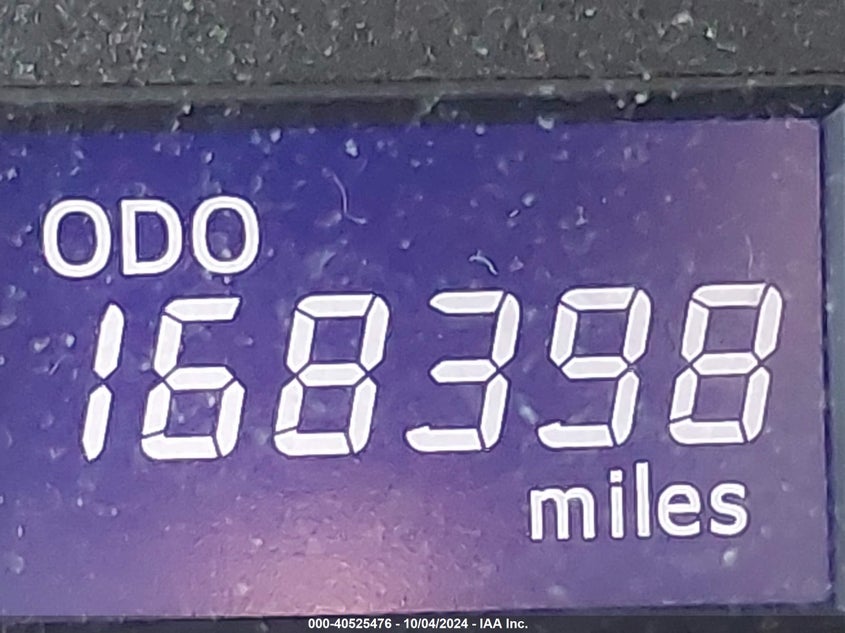 ODO
168398
miles
000-40525476 - 10/04/2024 - IAA Inc.